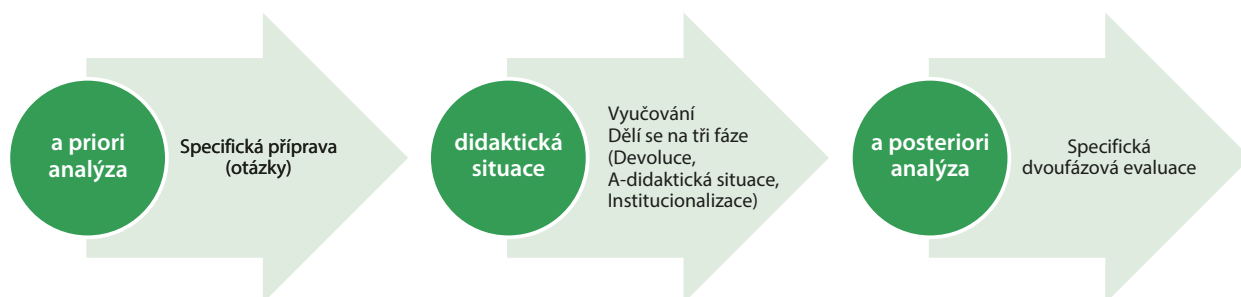 a priori
analýza
Specifická příprava
(otázky)
didaktická
situace
Vyučování
Dělí se na tři fáze
(Devoluce,
A-didaktická situace,
Institucionalizace)
a posteriori
analýza
Specifická
dvoufázová evaluace